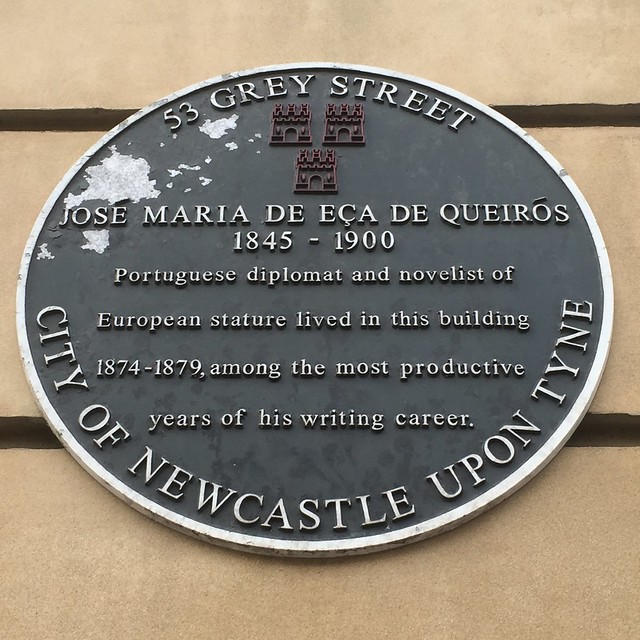 53 GREY STREET
JOSÉ MARIA DE EÇA DE QUEIRÓS
1845 - 1900
Portuguese diplomat and novelist of
European stature lived in this building
1874-1879, among the most productive
years of his writing career.
CITY OF NEWCASTLE UPON TYNE